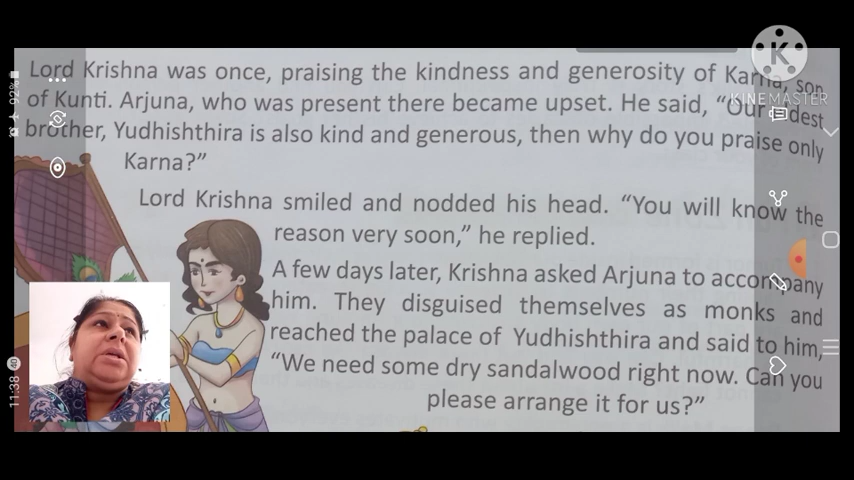 Lord Krishna was once, praising the kindness and generosity of Karna, son
of Kunti. Arjuna, who was present there became upset. He said, "Our eldest
brother, Yudhishthira is also kind and generous, then why do you praise only
Karna?"
Lord Krishna smiled and nodded his head. "You will know the
reason very soon," he replied.
A few days later, Krishna asked Arjuna to accompany
him. They disguised themselves as monks and
reached the palace of Yudhishthira and said to him,
"We need some dry sandalwood right now. Can you
please arrange it for us?"
K
KINEMASTER
92%
11:38
40